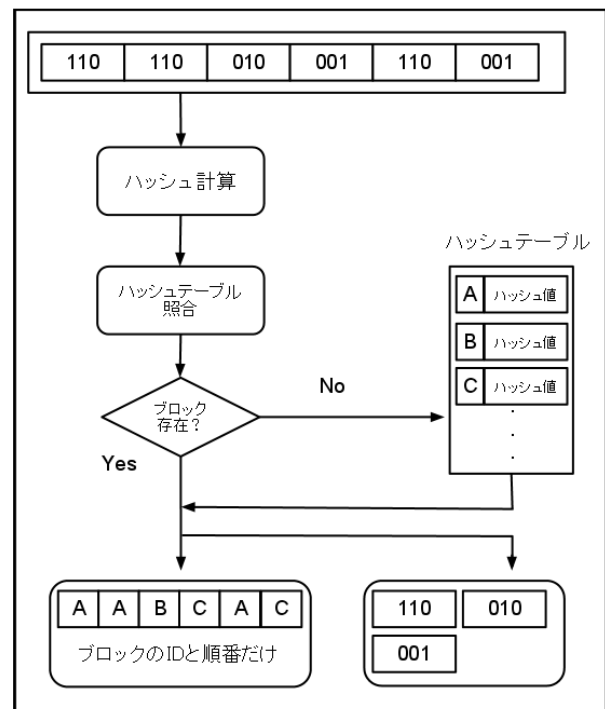 110 110 010 001 110 001
ハッシュ計算
ハッシュテーブル
照合
ブロック
存在？
No
Yes
ハッシュテーブル
A ハッシュ値
B ハッシュ値
C ハッシュ値
.
.
.
A A B C A C
ブロックのIDと順番だけ
110 010
001